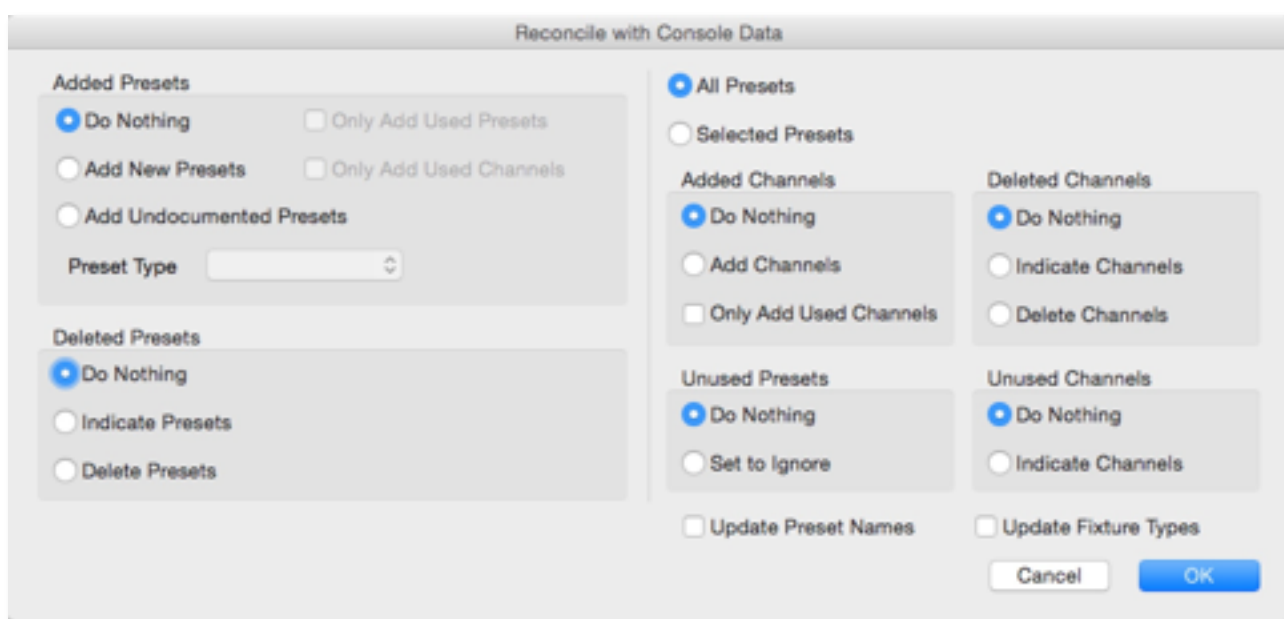 Reconcile with Console Data
Added Presets
Do Nothing
Only Add Used Presets
Add New Presets
Only Add Used Channels
Add Undocumented Presets
Preset Type
Deleted Presets
Do Nothing
Indicate Presets
Delete Presets
All Presets
Selected Presets
Added Channels
Do Nothing
Add Channels
Only Add Used Channels
Deleted Channels
Do Nothing
Indicate Channels
Delete Channels
Unused Presets
Do Nothing
Set to Ignore
Unused Channels
Do Nothing
Indicate Channels
Update Preset Names
Update Fixture Types
Cancel
OK